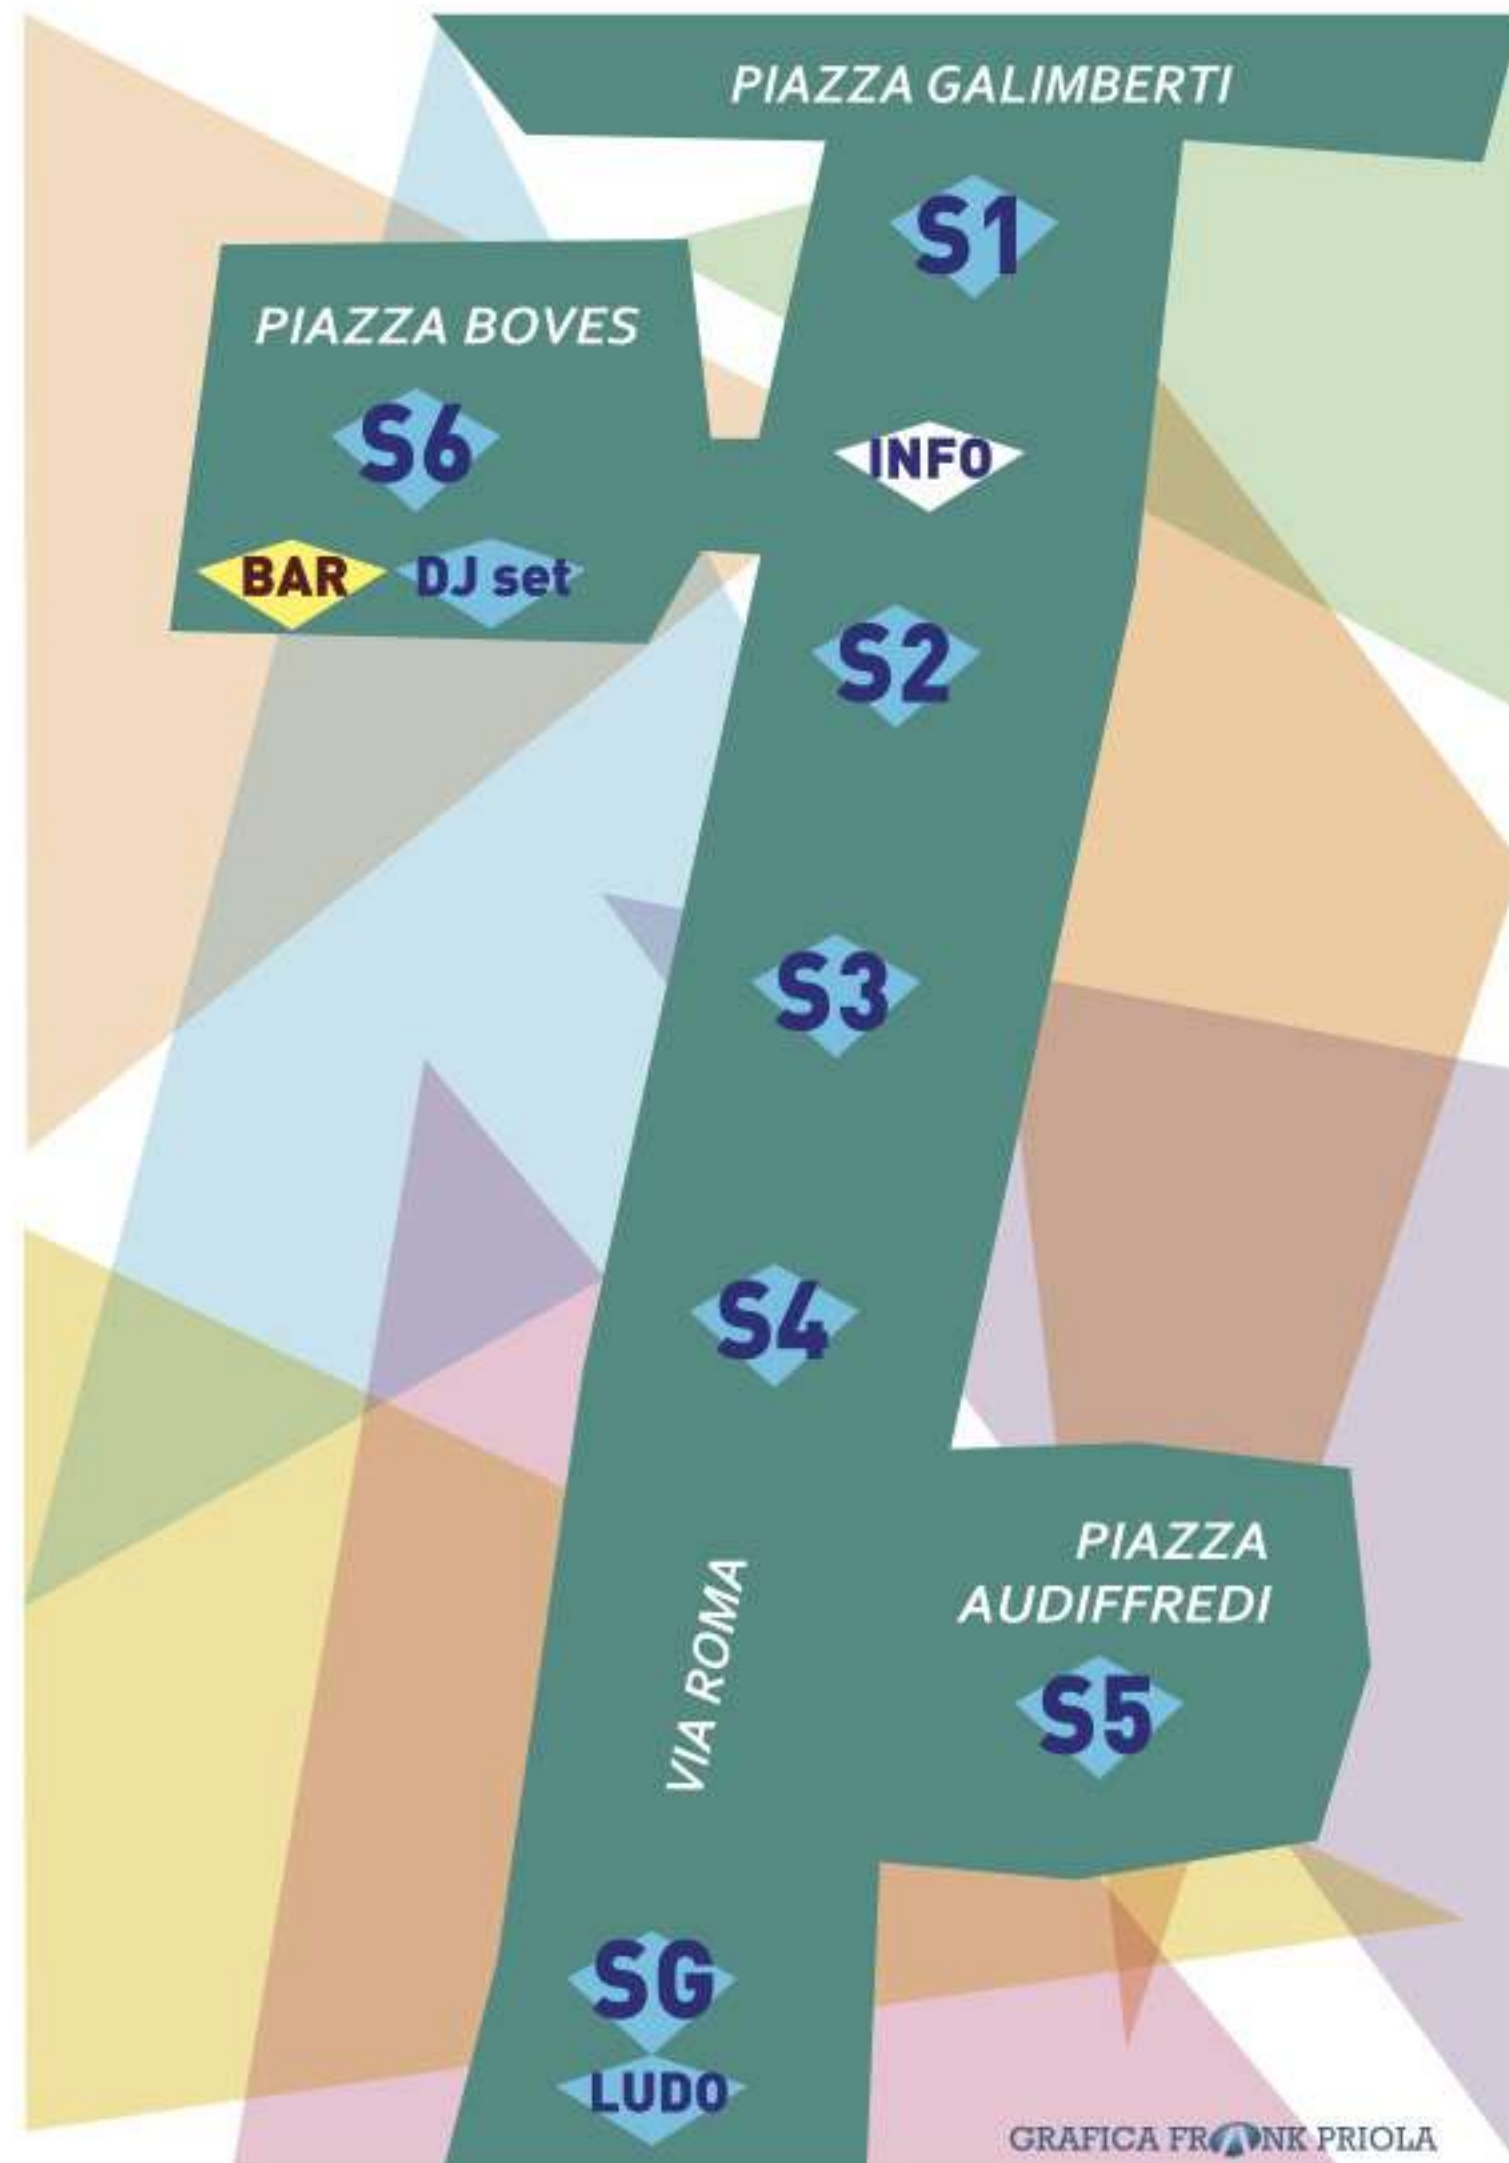 PIAZZA GALIMBERTI
S1
PIAZZA BOVES
S6
INFO
BAR DJ set
S2
S3
S4
PIAZZA
AUDIFFREDI
VIA ROMA
S5
SG
LUDO
GRAFICA FRANK PRIOLA